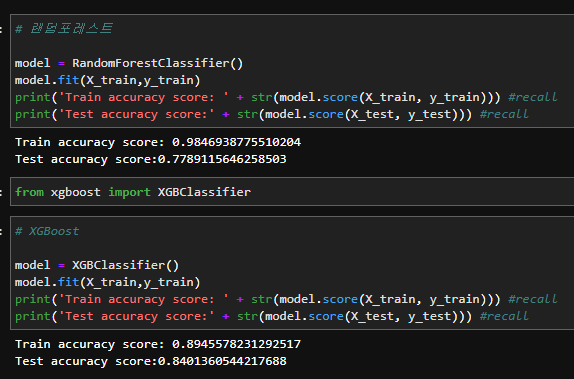 # 랜덤포레스트
model = RandomForestClassifier()
model.fit(X_train,y_train)
print('Train accuracy score: ' + str(model.score(X_train, y_train))) #recall
print('Test accuracy score:' + str(model.score(X_test, y_test))) #recall
Train accuracy score: 0.9846938775510204
Test accuracy score:0.7789115646258503
from xgboost import XGBClassifier
# XGBoost
model = XGBClassifier()
model.fit(X_train,y_train)
print('Train accuracy score: ' + str(model.score(X_train, y_train))) #recall
print('Test accuracy score:' + str(model.score(X_test, y_test))) #recall
Train accuracy score: 0.8945578231292517
Test accuracy score:0.8401360544217688